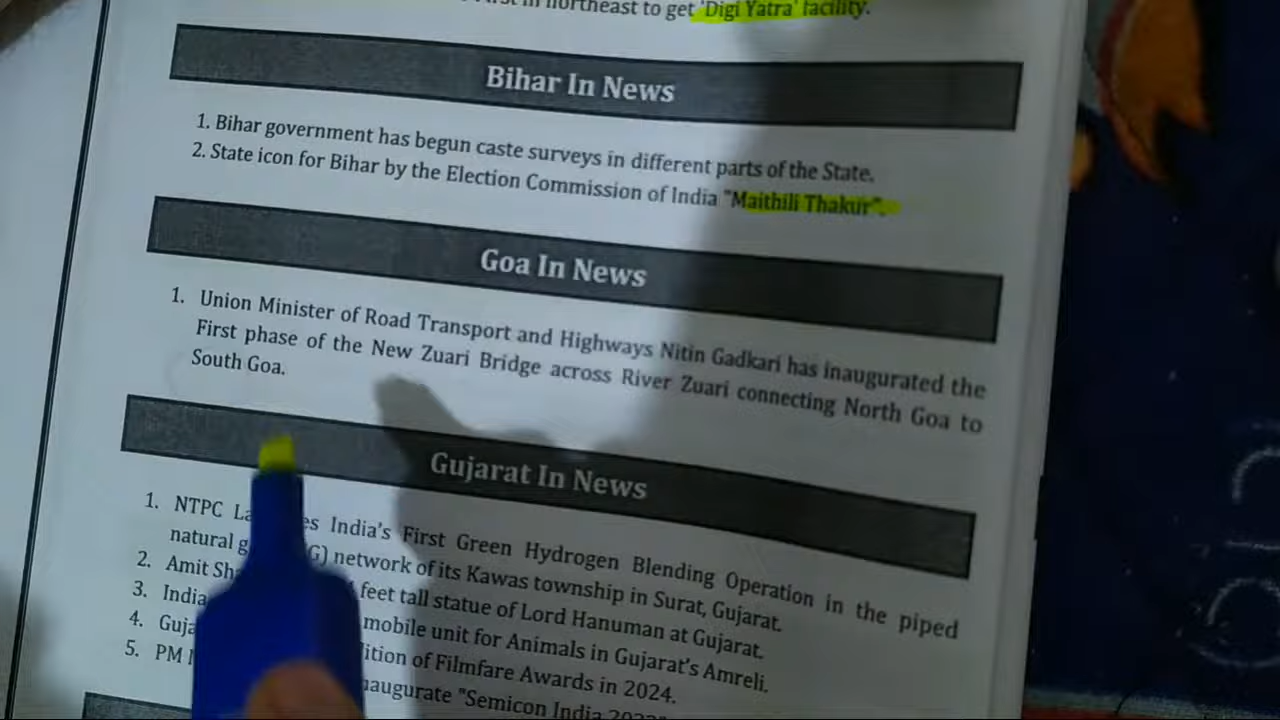 in northeast to get 'Digi Yatra' facility.
Bihar In News
1. Bihar government has begun caste surveys in different parts of the State.
2. State icon for Bihar by the Election Commission of India "Maithili Thakur".
Goa In News
1. Union Minister of Road Transport and Highways Nitin Gadkari has inaugurated the
First phase of the New Zuari Bridge across River Zuari connecting North Goa to
South Goa.
Gujarat In News
1. NTPC India's First Green Hydrogen Blending Operation in the piped
natural network of its Kawas township in Surat, Gujarat.
2. Amit feet tall statue of Lord Hanuman at Gujarat.
3. mobile unit for Animals in Gujarat's Amreli.
4. of Filmfare Awards in 2024.
5. PM "Semicon India